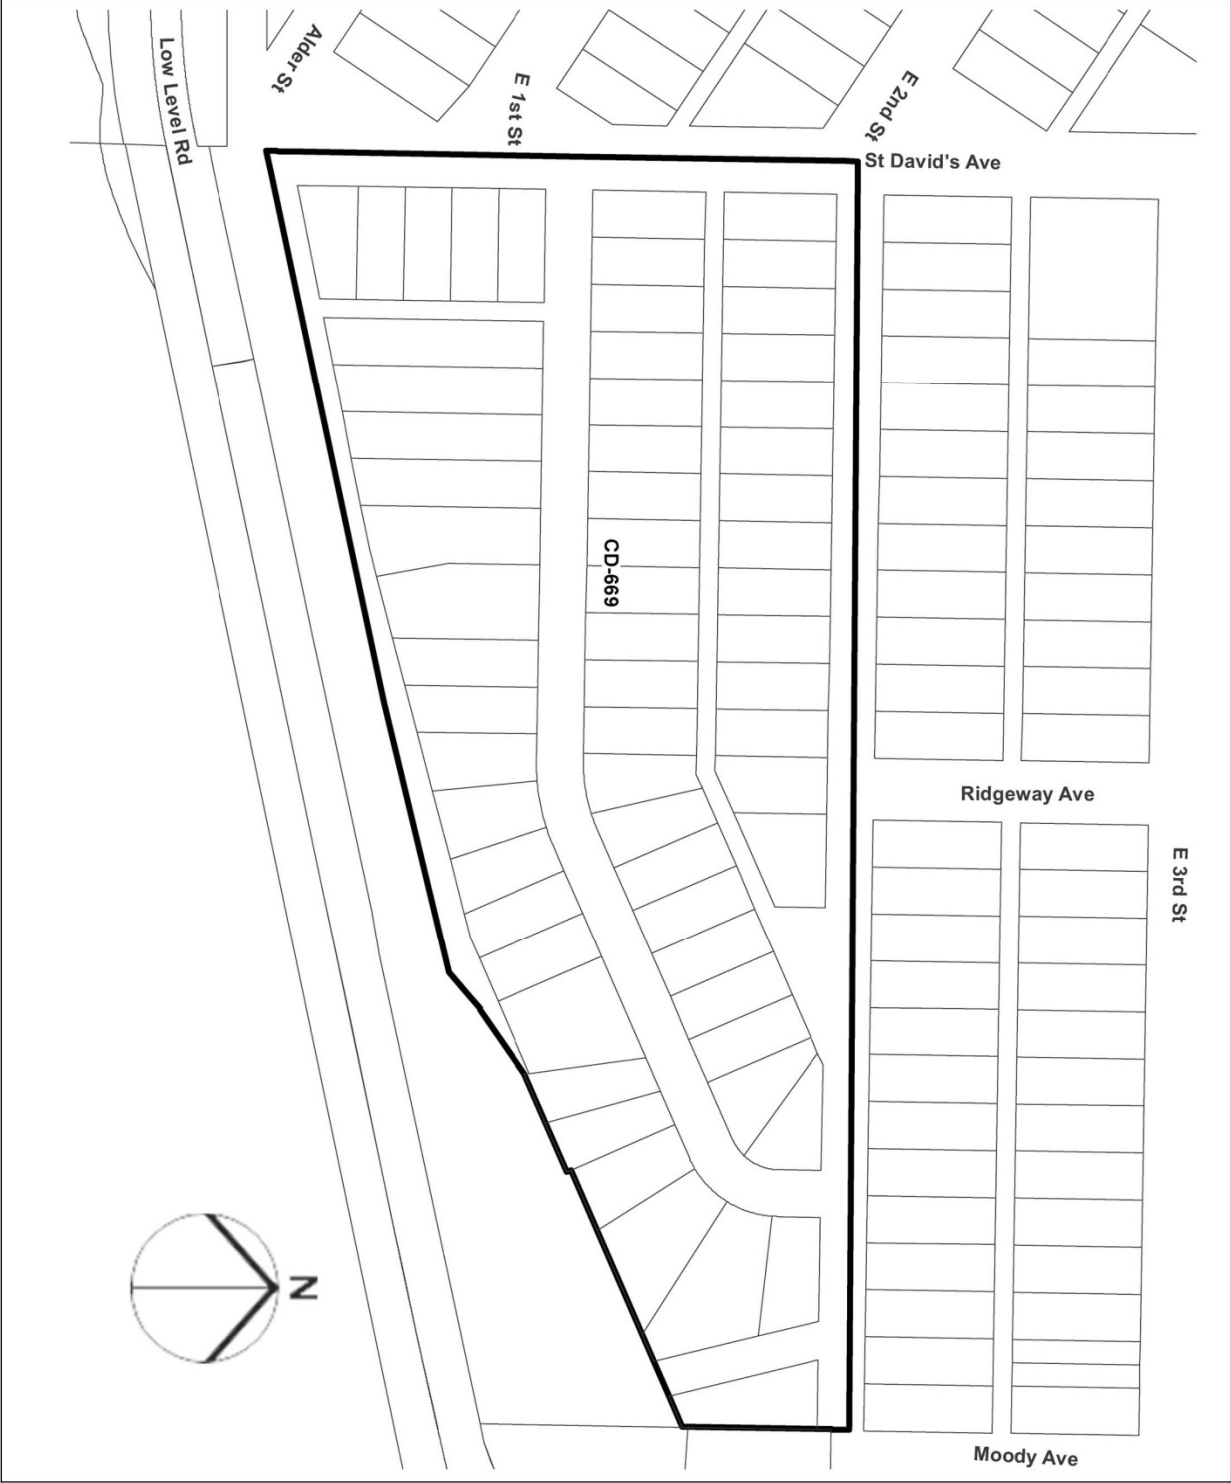 Alder St
Low Level Rd
E 1st St
E 2nd St
St David's Ave
CD-669
Ridgeway Ave
E 3rd St
N
Moody Ave